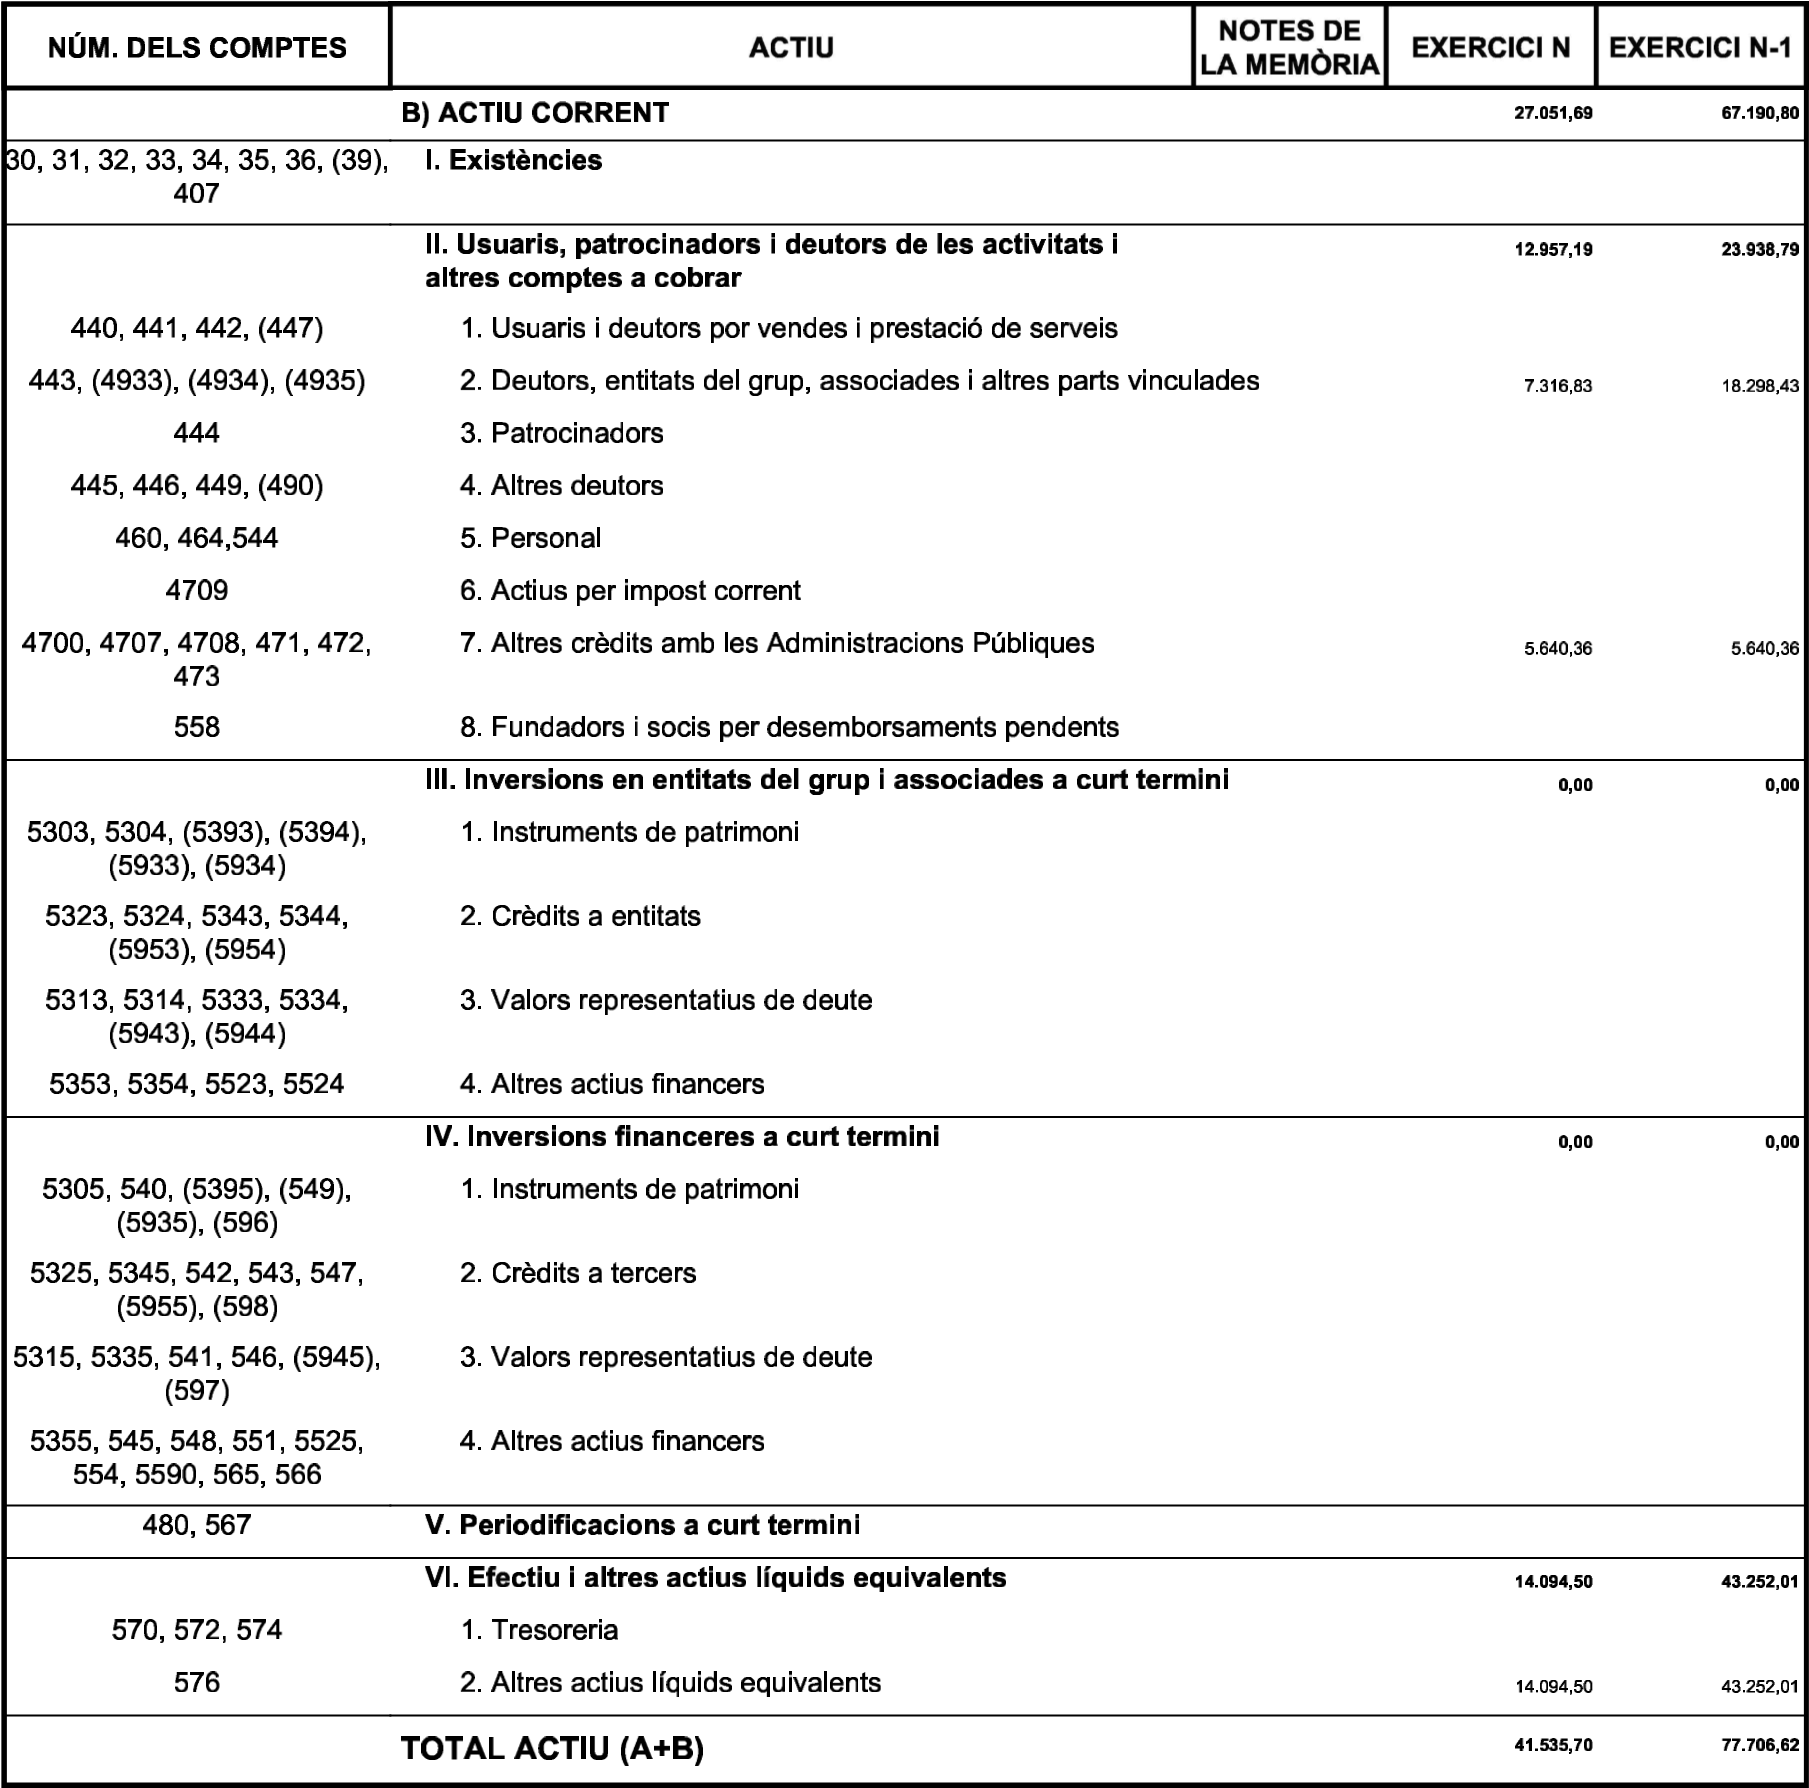 NÚM. DELS COMPTES ACTIU NOTES DE LA MEMÒRIA EXERCICI N EXERCICI N-1
B) ACTIU CORRENT 27.051,69 67.190,80
30, 31, 32, 33, 34, 35, 36, (39), I. Existències
407
II. Usuaris, patrocinadors i deutors de les activitats i 12.957,19 23.938,79
altres comptes a cobrar
440, 441, 442, (447) 1. Usuaris i deutors por vendes i prestació de serveis
443, (4933), (4934), (4935) 2. Deutors, entitats del grup, associades i altres parts vinculades 7.316,83 18.298,43
444 3. Patrocinadors
445, 446, 449, (490) 4. Altres deutors
460, 464,544 5. Personal
4709 6. Actius per impost corrent
4700, 4707, 4708, 471, 472, 7. Altres crèdits amb les Administracions Públiques 5.640,36 5.640,36
473
558 8. Fundadors i socis per desemborsaments pendents
III. Inversions en entitats del grup i associades a curt termini 0,00 0,00
5303, 5304, (5393), (5394), 1. Instruments de patrimoni
(5933), (5934)
5323, 5324, 5343, 5344, 2. Crèdits a entitats
(5953), (5954)
5313, 5314, 5333, 5334, 3. Valors representatius de deute
(5943), (5944)
5353, 5354, 5523, 5524 4. Altres actius financers
IV. Inversions financeres a curt termini 0,00 0,00
5305, 540, (5395), (549), 1. Instruments de patrimoni
(5935), (596)
5325, 5345, 542, 543, 547, 2. Crèdits a tercers
(5955), (598)
5315, 5335, 541, 546, (5945), 3. Valors representatius de deute
(597)
5355, 545, 548, 551, 5525, 4. Altres actius financers
554, 5590, 565, 566
480, 567 V. Periodificacions a curt termini
VI. Efectiu i altres actius líquids equivalents 14.094,50 43.252,01
570, 572, 574 1. Tresoreria
576 2. Altres actius líquids equivalents 14.094,50 43.252,01
TOTAL ACTIU (A+B) 41.535,70 77.706,62